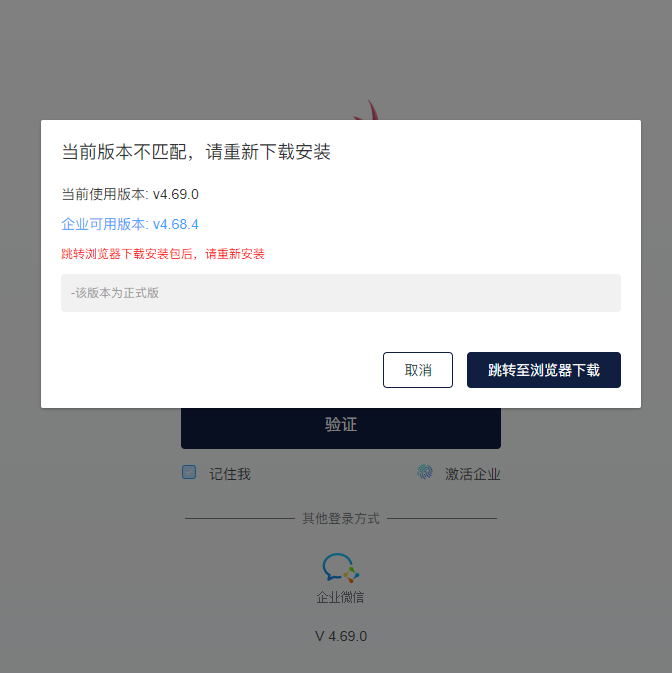 当前版本不匹配，请重新下载安装
当前使用版本: v4.69.0
企业可用版本: v4.68.4
跳转浏览器下载安装包后，请重新安装
-该版本为正式版
取消
跳转至浏览器下载
验证
记住我
激活企业
其他登录方式
企业微信
V 4.69.0